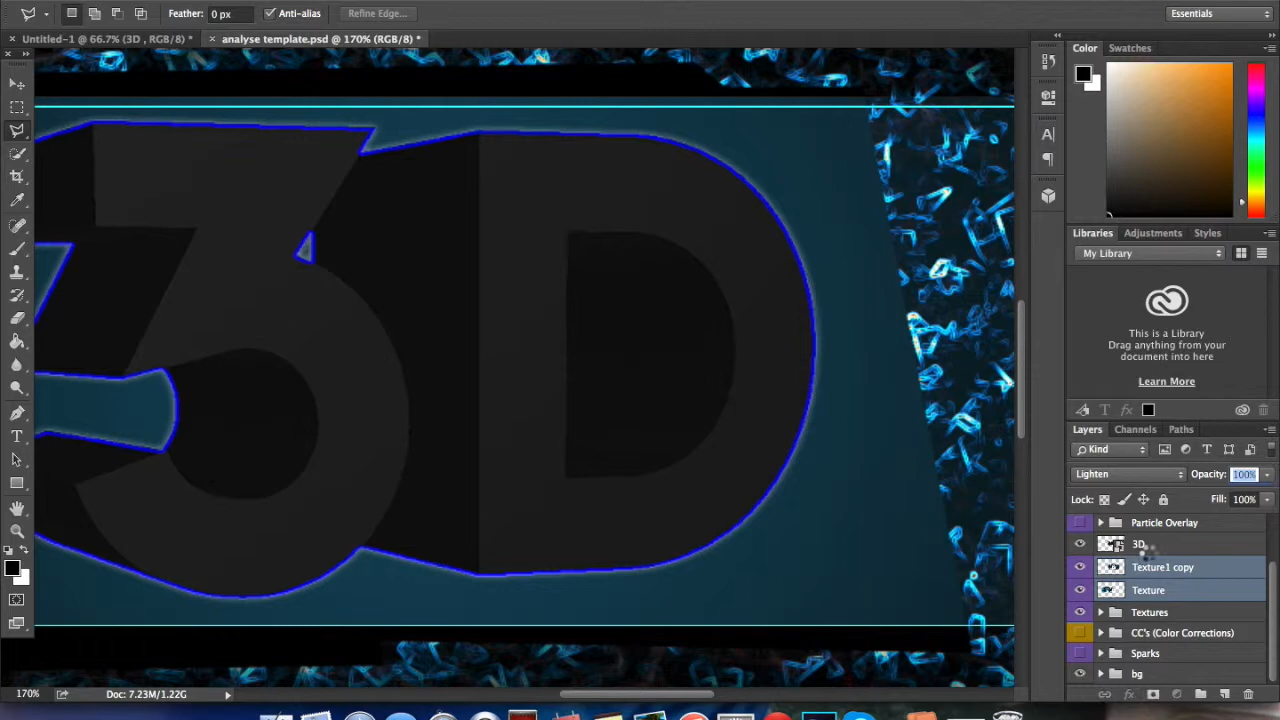 Feather: 0 px Anti-alias Refine Edge... Essentials
Untitled-1 @ 66.7% (3D , RGB/8) * analyse template.psd @ 170% (RGB/8) *
Color Swatches
3D
Libraries Adjustments Styles
My Library
This is a Library
Drag anything from your
document into here
Learn More
Layers Channels Paths
Kind
Lighten Opacity: 100%
Lock: Fill: 100%
Particle Overlay
3D
Texture1 copy
Texture
Textures
CC's (Color Corrections)
Sparks
bg
170% Doc: 7.23M/1.22G